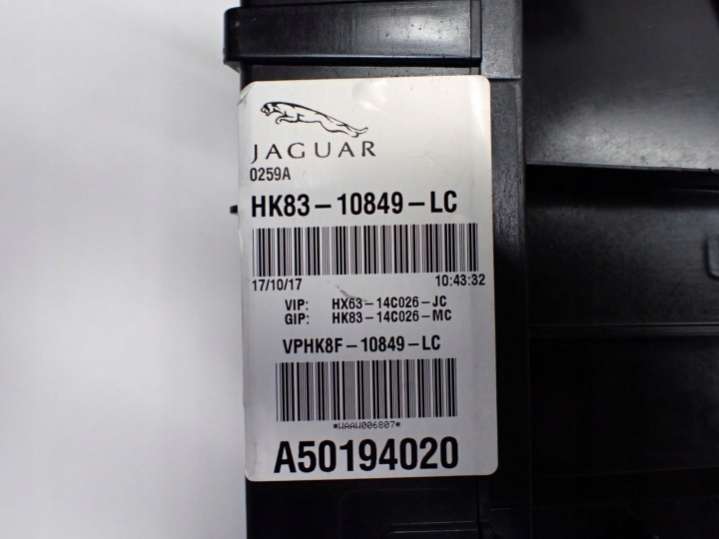 JAGUAR
0259A
HK83-10849-LC
17/10/17 10:43:32
VIP: HX63-14C026-JC
GIP: HK83-14C026-MC
VPHK8F-10849-LC
*WAAW006807*
A50194020